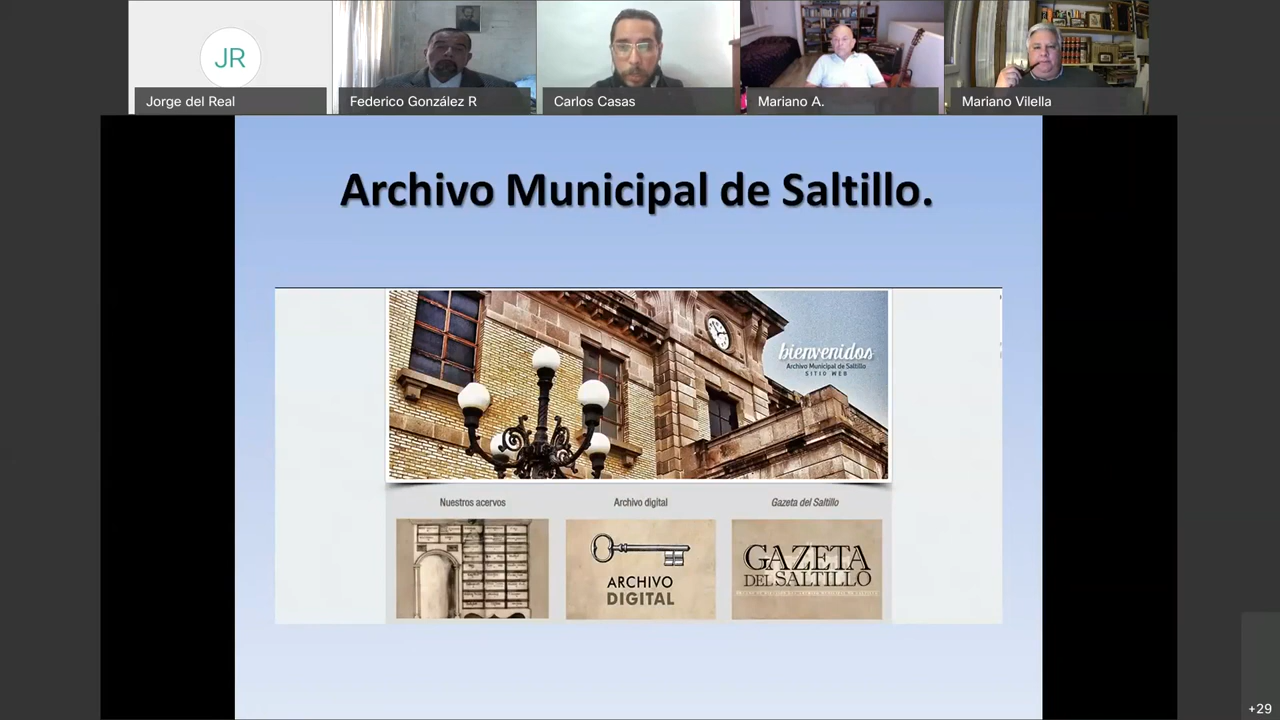 JR
Jorge del Real
Federico González R
Carlos Casas
Mariano A.
Mariano Vilella
Archivo Municipal de Saltillo.
bienvenidos
Archivo Municipal de Saltillo
SITIO WEB
Nuestros acervos
Archivo digital
Gazeta del Saltillo
ARCHIVO
DIGITAL
GAZETA
DEL SALTILLO
+29